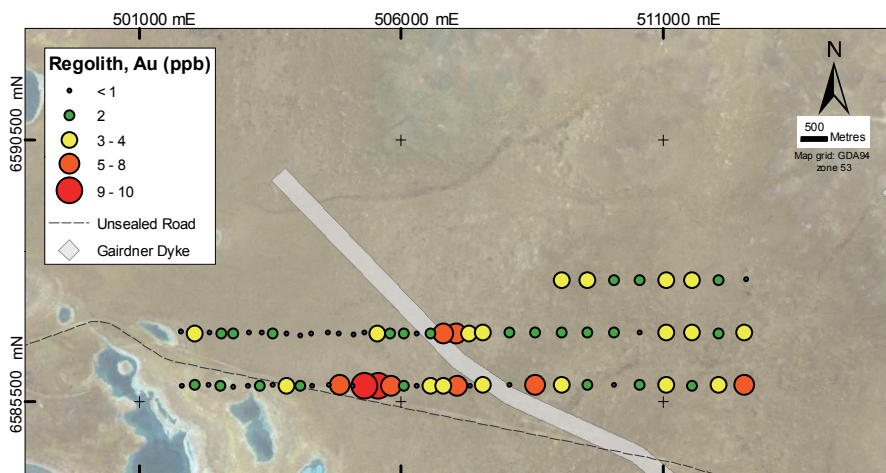 501000 mE
506000 mE
511000 mE
Regolith, Au (ppb)
< 1
2
3 - 4
5 - 8
9 - 10
Unsealed Road
Gairdner Dyke
N
500
Metres
Map grid: GDA94
zone 53
6590500 mN
6585500 mN